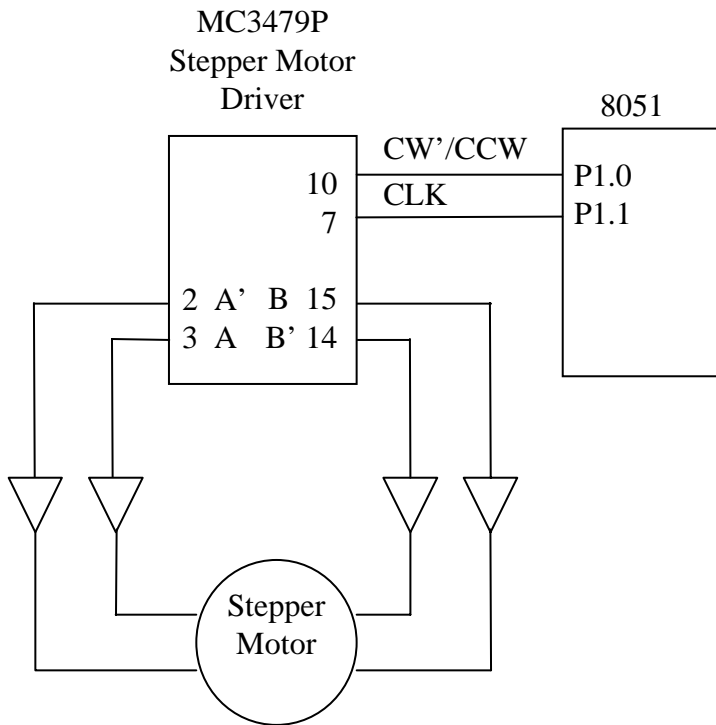 MC3479P
Stepper Motor
Driver
8051
10 CW’/CCW P1.0
7 CLK P1.1
2 A’ B 15
3 A B’ 14
Stepper
Motor